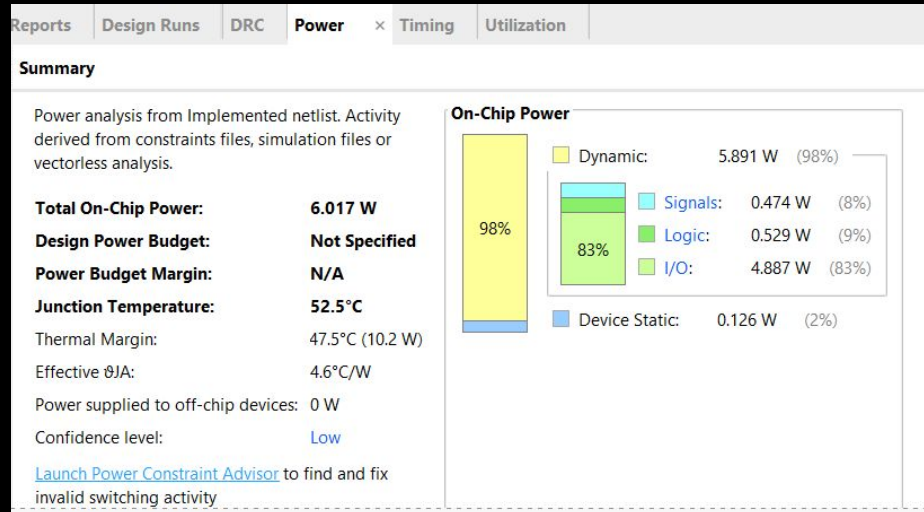 Reports Design Runs DRC Power × Timing Utilization
Summary
Power analysis from Implemented netlist. Activity
derived from constraints files, simulation files or
vectorless analysis.
Total On-Chip Power: 6.017 W
Design Power Budget: Not Specified
Power Budget Margin: N/A
Junction Temperature: 52.5°C
Thermal Margin: 47.5°C (10.2 W)
Effective ϑJA: 4.6°C/W
Power supplied to off-chip devices: 0 W
Confidence level: Low
Launch Power Constraint Advisor to find and fix
invalid switching activity
On-Chip Power
98%
Dynamic: 5.891 W (98%)
83%
Signals: 0.474 W (8%)
Logic: 0.529 W (9%)
I/O: 4.887 W (83%)
Device Static: 0.126 W (2%)